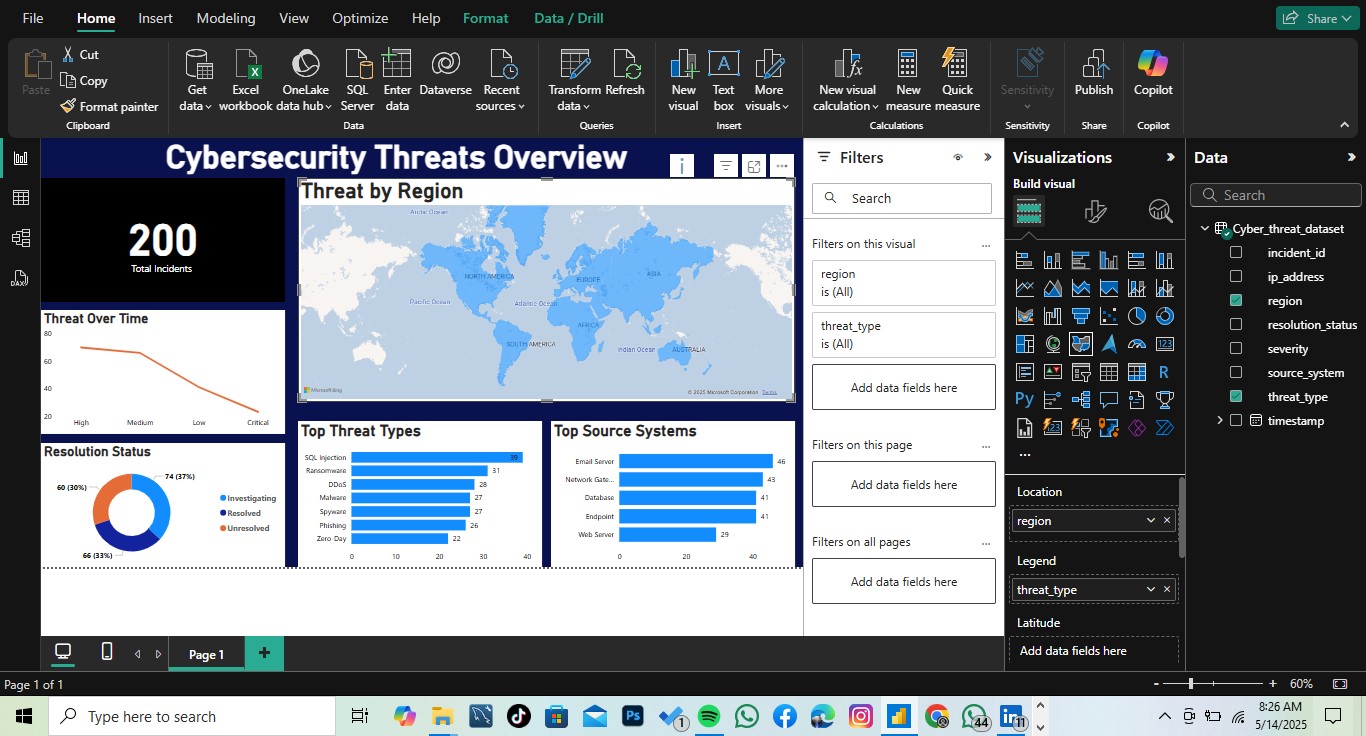 File Home Insert Modeling View Optimize Help Format Data / Drill Share
Paste
Cut
Copy
Format painter
Clipboard
Get data
Excel workbook
OneLake data hub
SQL Server
Enter data
Dataverse
Recent sources
Data
Transform data
Refresh
Queries
New visual
Text box
More visuals
Insert
New visual calculation
New measure
Quick measure
Calculations
Sensitivity
Sensitivity
Publish
Share
Copilot
Copilot
DAX
Cybersecurity Threats Overview
200
Total Incidents
Threat by Region
Arctic Ocean
NORTH AMERICA
EUROPE
ASIA
Pacific Ocean
Atlantic Ocean
AFRICA
SOUTH AMERICA
Indian Ocean
AUSTRALIA
Microsoft Bing
© 2025 Microsoft Corporation Terms
Threat Over Time
80
60
40
20
High Medium Low Critical
Resolution Status
74 (37%)
60 (30%)
66 (33%)
Investigating
Resolved
Unresolved
Top Threat Types
SQL Injection 39
Ransomware 31
DDoS 28
Malware 27
Spyware 27
Phishing 26
Zero-Day 22
0 10 20 30 40
Top Source Systems
Email Server 46
Network Gate... 43
Database 41
Endpoint 41
Web Server 29
0 20 40
Filters
Search
Filters on this visual ...
region
is (All)
threat_type
is (All)
Add data fields here
Filters on this page ...
Add data fields here
Filters on all pages ...
Add data fields here
Visualizations
Build visual
123
R
Py
123
...
Location
region
Legend
threat_type
Latitude
Add data fields here
Data
Search
Cyber_threat_dataset
incident_id
ip_address
region
resolution_status
severity
source_system
threat_type
timestamp
Page 1
Page 1 of 1
- + 60%
Type here to search
Ps
1
44
in
11
8:26 AM
5/14/2025